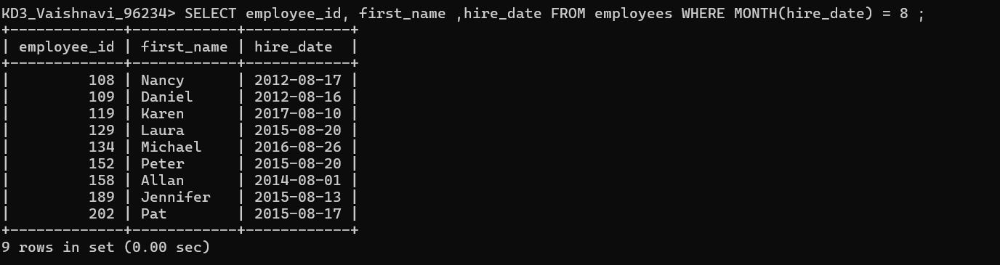 KD3_Vaishnavi_96234> SELECT employee_id, first_name ,hire_date FROM employees WHERE MONTH(hire_date) = 8 ;
+-------------+------------+------------+
| employee_id | first_name | hire_date  |
+-------------+------------+------------+
|         108 | Nancy      | 2012-08-17 |
|         109 | Daniel     | 2012-08-16 |
|         119 | Karen      | 2017-08-10 |
|         129 | Laura      | 2015-08-20 |
|         134 | Michael    | 2016-08-26 |
|         152 | Peter      | 2015-08-20 |
|         158 | Allan      | 2014-08-01 |
|         189 | Jennifer   | 2015-08-13 |
|         202 | Pat        | 2015-08-17 |
+-------------+------------+------------+
9 rows in set (0.00 sec)